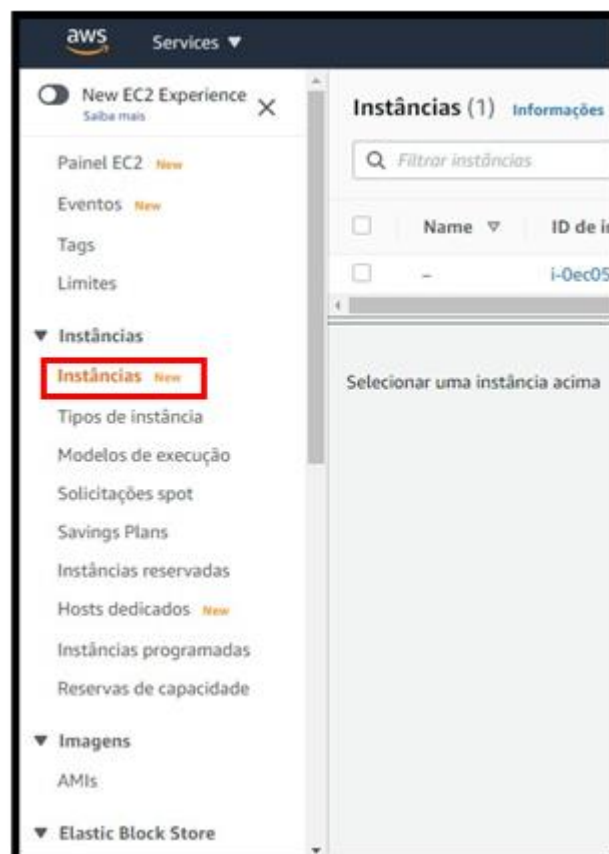 aws Services ▼
New EC2 Experience
Saiba mais
Painel EC2 New
Eventos New
Tags
Limites
Instâncias
Instâncias New
Tipos de instância
Modelos de execução
Solicitações spot
Savings Plans
Instâncias reservadas
Hosts dedicados New
Instâncias programadas
Reservas de capacidade
Imagens
AMIs
Elastic Block Store
Instâncias (1) Informações
Filtrar instâncias
Name ID de i
- i-0ec05
Selecionar uma instância acima